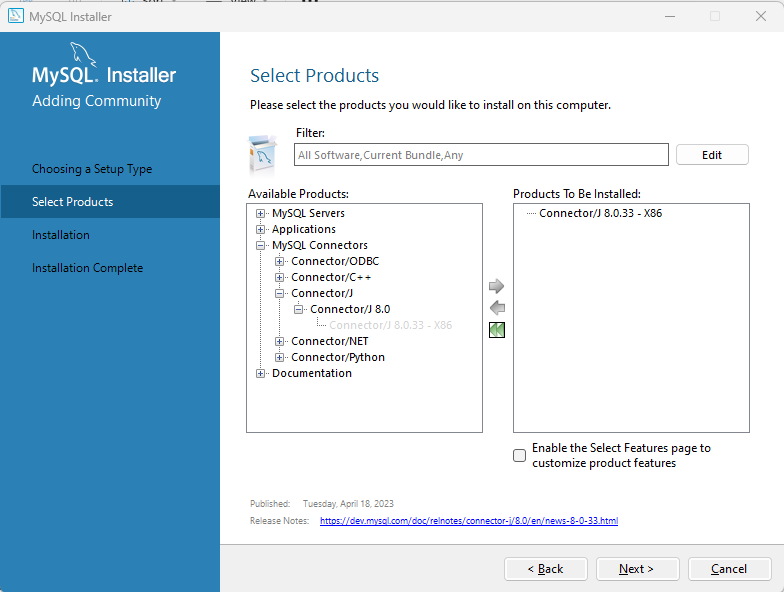 MySQL Installer
MySQL. Installer
Adding Community
Choosing a Setup Type
Select Products
Installation
Installation Complete
Select Products
Please select the products you would like to install on this computer.
Filter:
All Software,Current Bundle,Any
Edit
Available Products:
MySQL Servers
Applications
MySQL Connectors
Connector/ODBC
Connector/C++
Connector/J
Connector/J 8.0
Connector/J 8.0.33 - X86
Connector/NET
Connector/Python
Documentation
Products To Be Installed:
Connector/J 8.0.33 - X86
Enable the Select Features page to
customize product features
Published: Tuesday, April 18, 2023
Release Notes: https://dev.mysql.com/doc/relnotes/connector-j/8.0/en/news-8-0-33.html
< Back
Next >
Cancel